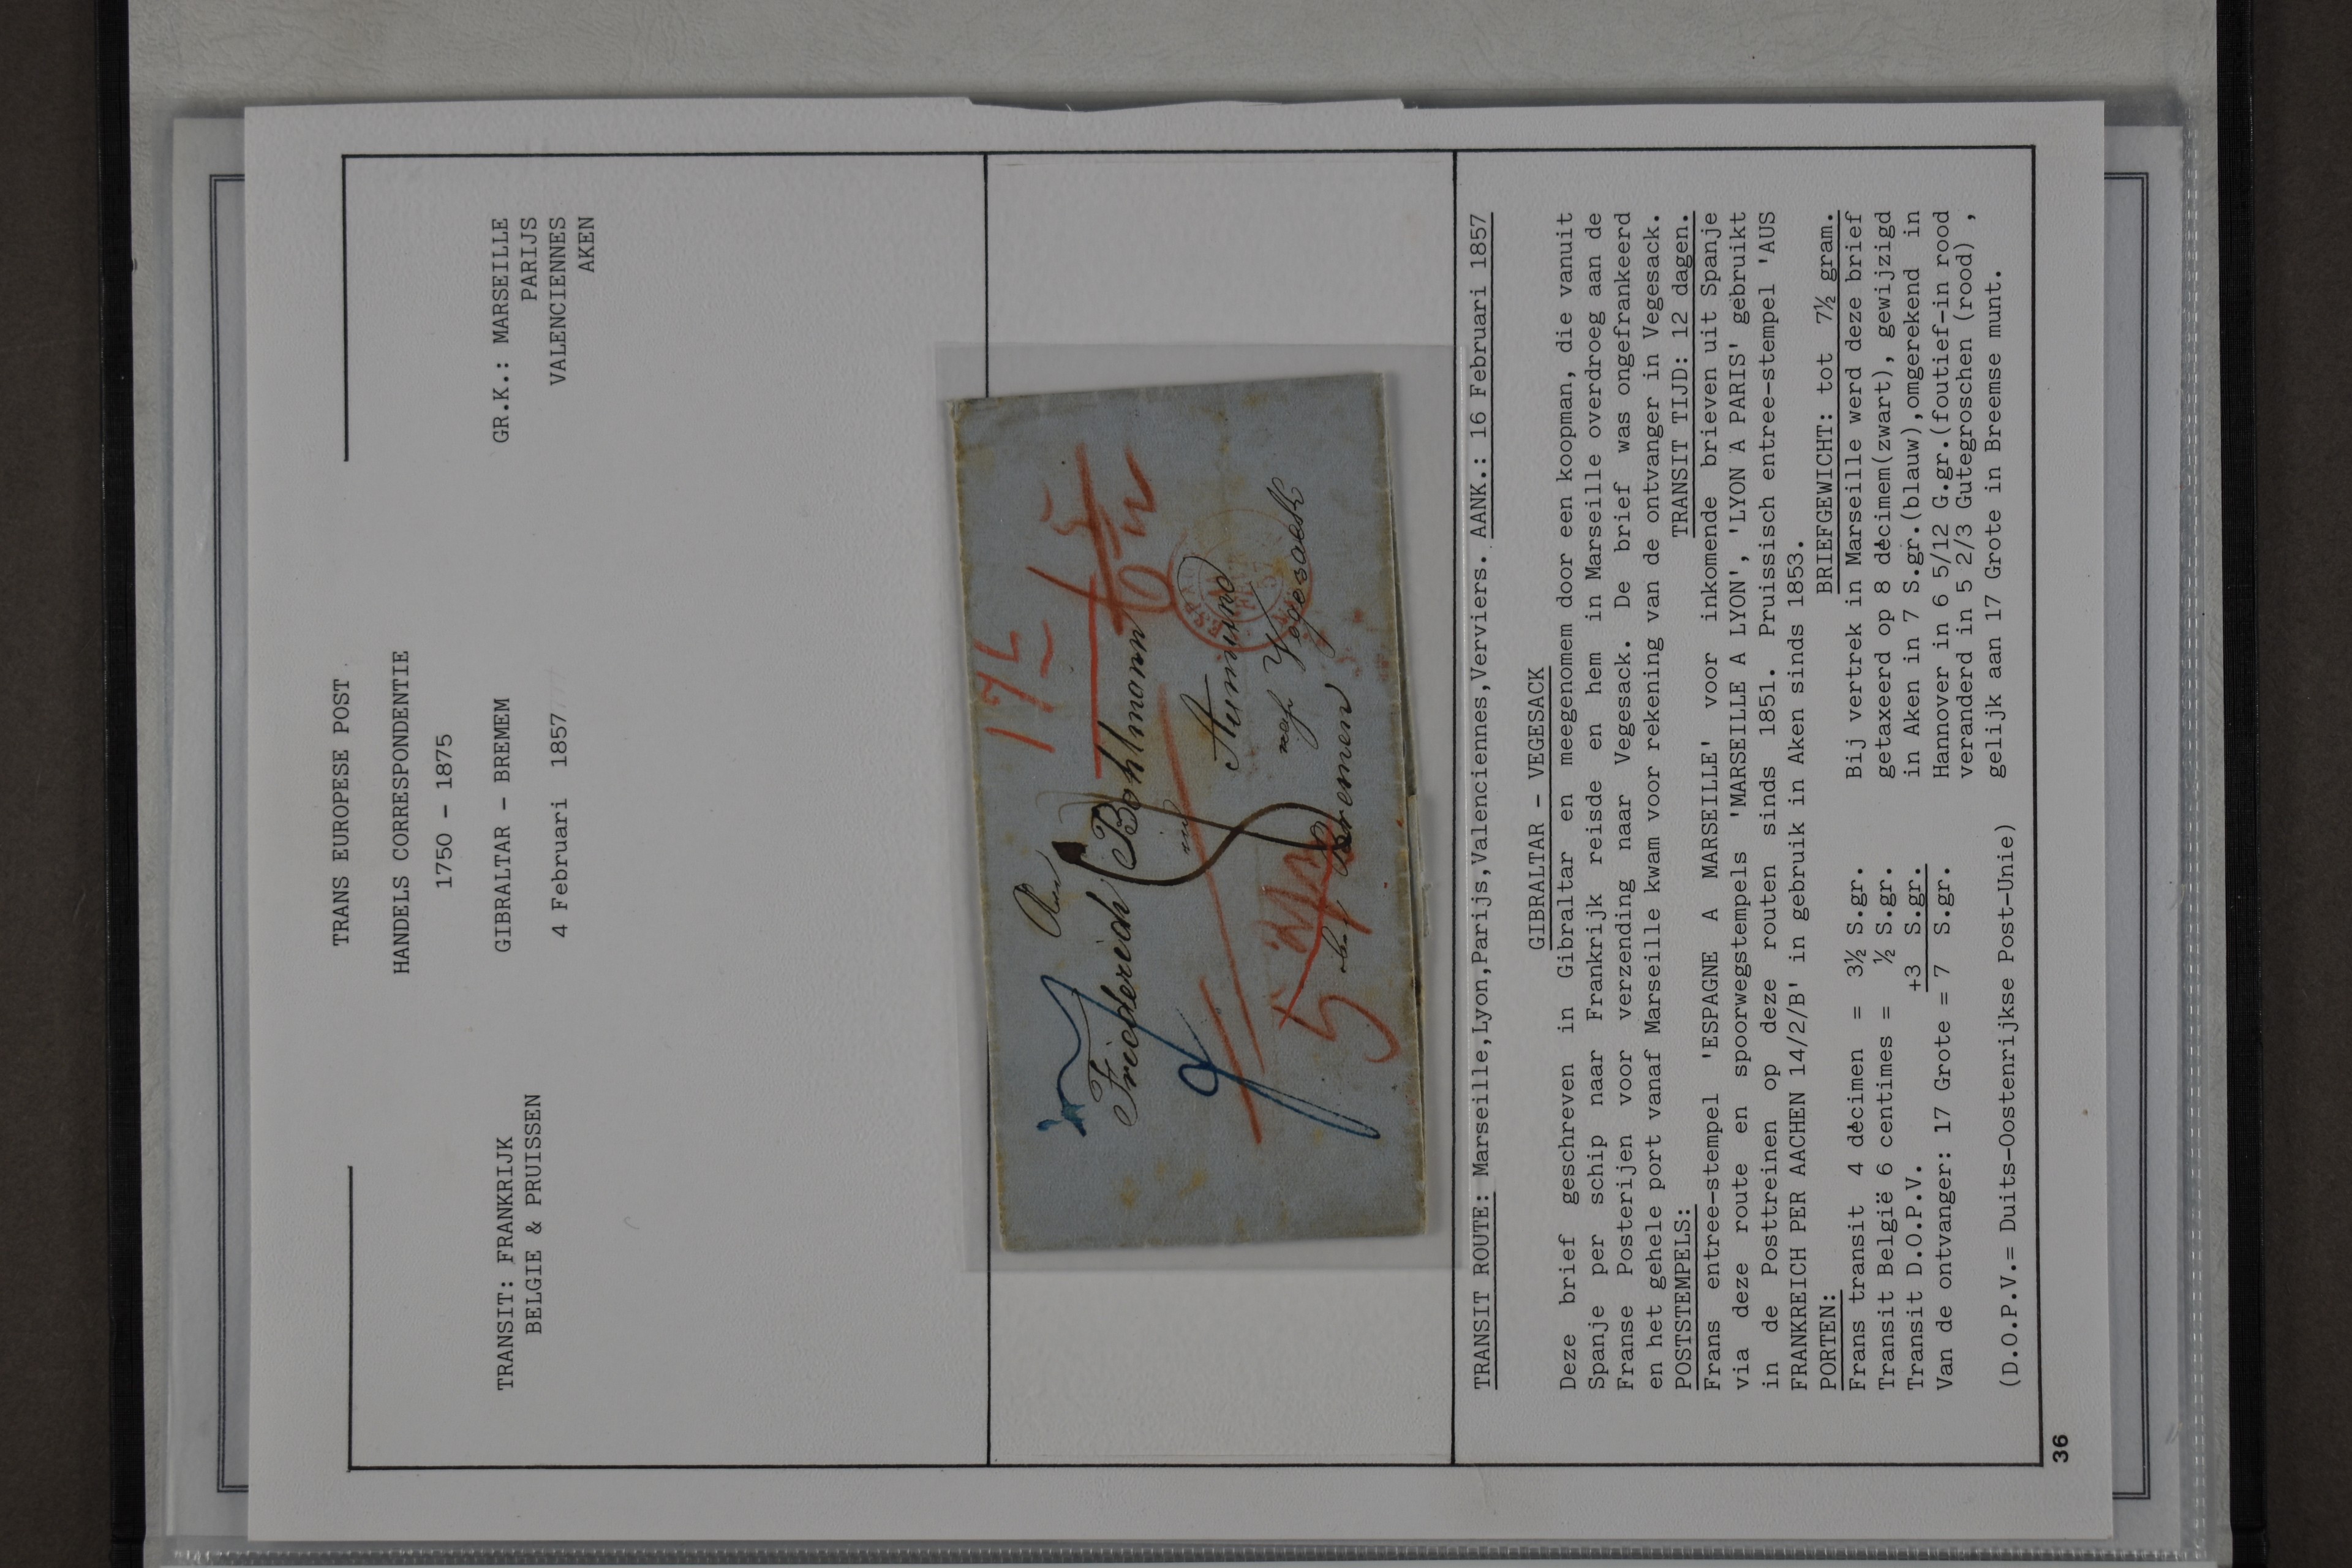 TRANS EUROPESE POST
HANDELS CORRESPONDENTIE
1750 - 1875
TRANSIT: FRANKRIJK
BELGIE & PRUISSEN
GIBRALTAR - BREMEM
4 Februari 1857
GR.K.: MARSEILLE
PARIJS
VALENCIENNES
AKEN
Friederich Bohlmann
in
Aumund
Vegesack
bei Bremen
8
17
5
TRANSIT ROUTE: Marseille,Lyon,Parijs,Valenciennes,Verviers. AANK.: 16 Februari 1857
GIBRALTAR - VEGESACK
Deze brief geschreven in Gibraltar en meegenomem door een koopman, die vanuit
Spanje per schip naar Frankrijk reisde en hem in Marseille overdroeg aan de
Franse Posterijen voor verzending naar Vegesack. De brief was ongefrankeerd
en het gehele port vanaf Marseille kwam voor rekening van de ontvanger in Vegesack.
POSTSTEMPELS: TRANSIT TIJD: 12 dagen.
Frans entree-stempel 'ESPAGNE A MARSEILLE' voor inkomende brieven uit Spanje
via deze route en spoorwegstempels 'MARSEILLE A LYON', 'LYON A PARIS' gebruikt
in de Posttreinen op deze routen sinds 1851. Pruissisch entree-stempel 'AUS
FRANKREICH PER AACHEN 14/2/B' in gebruik in Aken sinds 1853.
PORTEN: BRIEFGEWICHT: tot 7½ gram.
Frans transit 4 décimen = 3½ S.gr.
Transit België 6 centimes = ½ S.gr.
Transit D.O.P.V. +3 S.gr.
Van de ontvanger: 17 Grote = 7 S.gr.
Bij vertrek in Marseille werd deze brief
getaxeerd op 8 décimem(zwart), gewijzigd
in Aken in 7 S.gr.(blauw),omgerekend in
Hannover in 6 5/12 G.gr.(foutief-in rood
veranderd in 5 2/3 Gutegroschen (rood) ,
gelijk aan 17 Grote in Breemse munt.
(D.O.P.V.= Duits-Oostenrijkse Post-Unie)
36